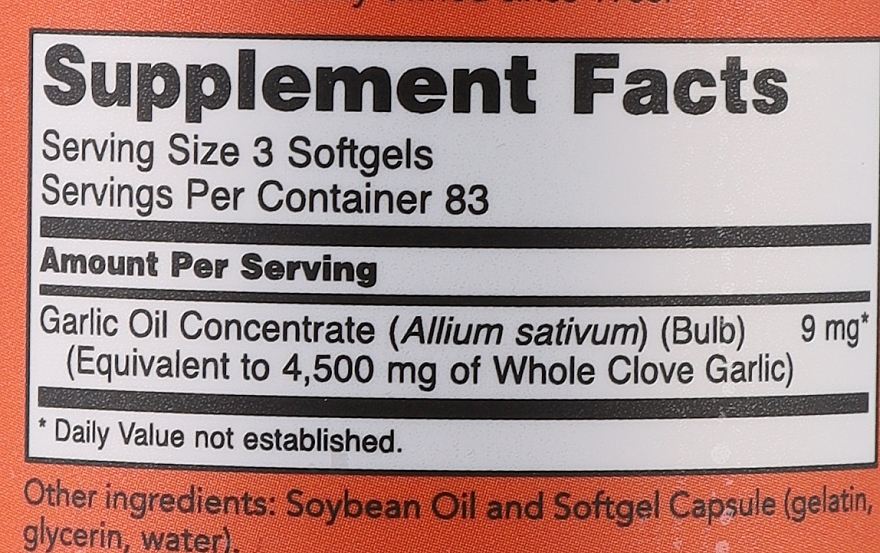 Supplement Facts
Serving Size 3 Softgels
Servings Per Container 83
Amount Per Serving
Garlic Oil Concentrate (Allium sativum) (Bulb) 9 mg*
(Equivalent to 4,500 mg of Whole Clove Garlic)
* Daily Value not established.
Other ingredients: Soybean Oil and Softgel Capsule (gelatin,
glycerin, water).